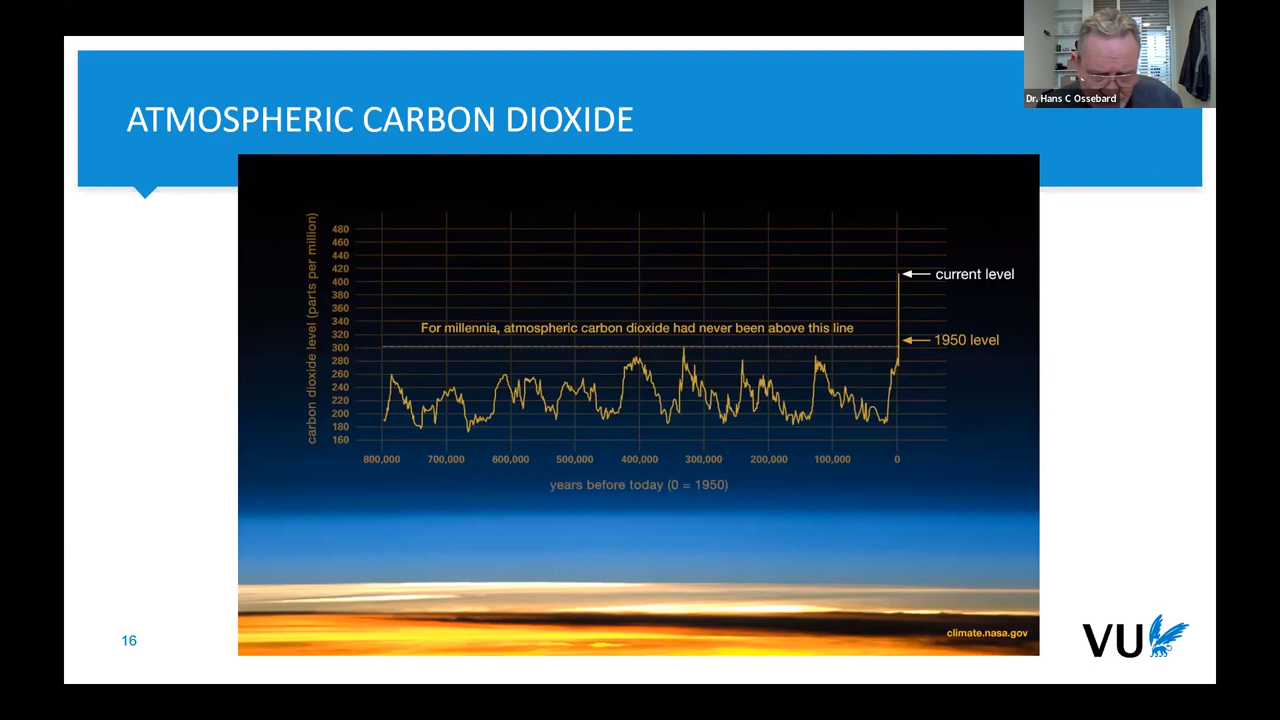 Dr. Hans C Ossebard
ATMOSPHERIC CARBON DIOXIDE
carbon dioxide level (parts per million)
480
460
440
420
400
380
360
340
320
300
280
260
240
220
200
180
160
current level
For millennia, atmospheric carbon dioxide had never been above this line
1950 level
800,000 700,000 600,000 500,000 400,000 300,000 200,000 100,000 0
years before today (0 = 1950)
climate.nasa.gov
16
VU